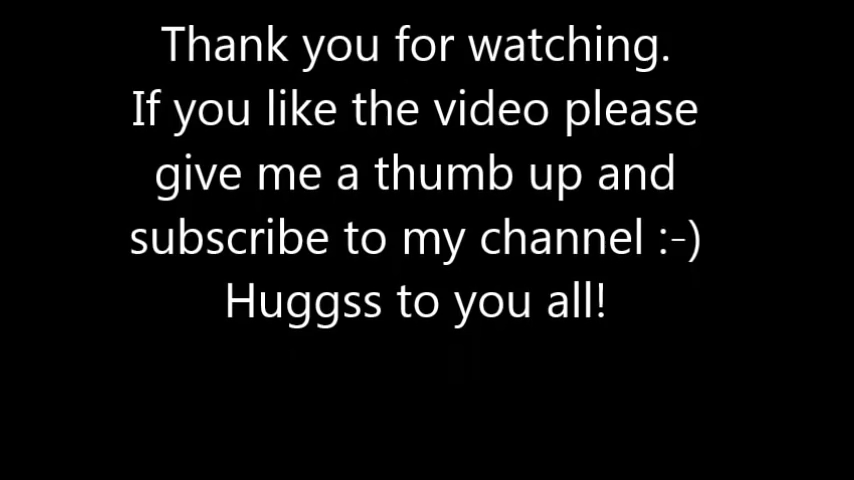 Thank you for watching.
If you like the video please
give me a thumb up and
subscribe to my channel :-)
Huggss to you all!